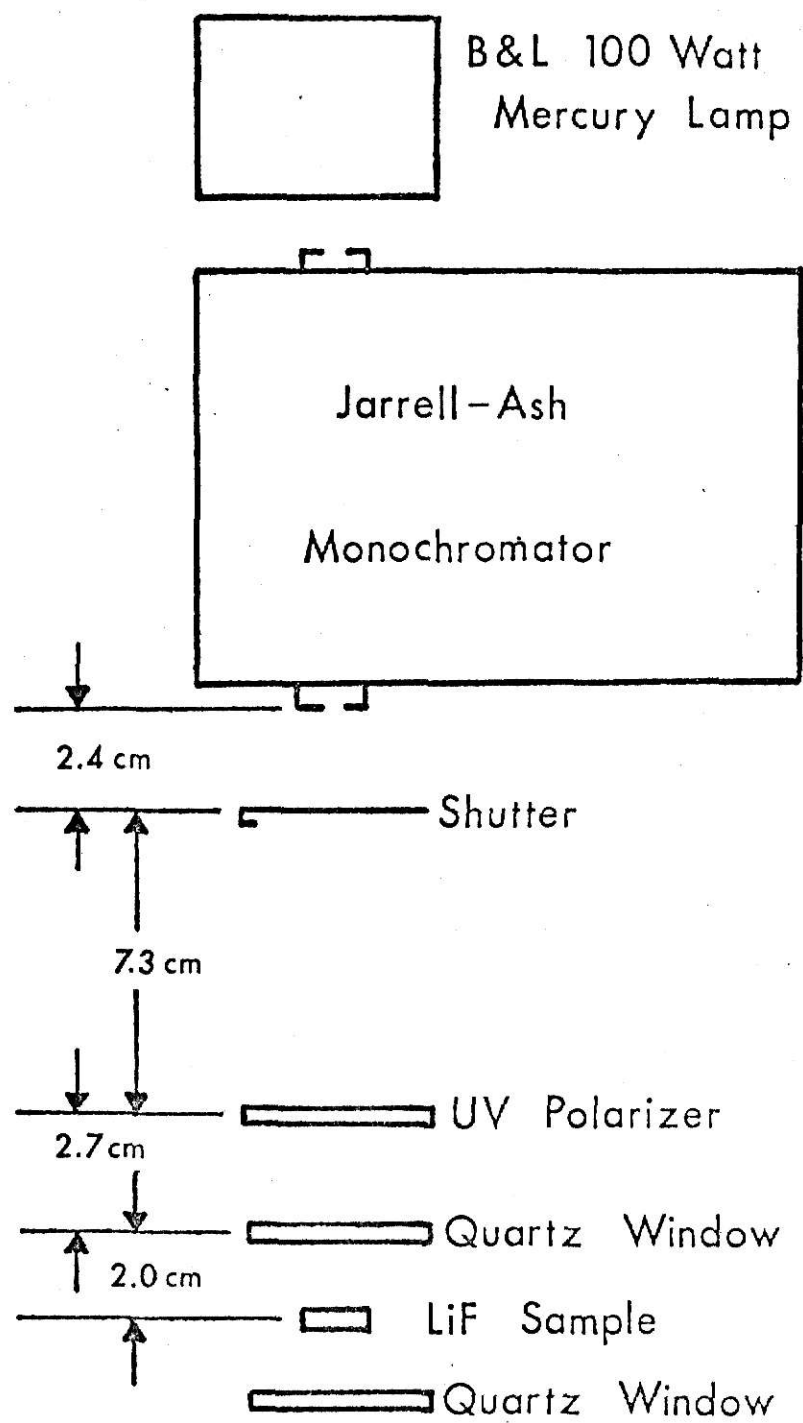 B&L 100 Watt
Mercury Lamp
Jarrell-Ash
Monochromator
2.4 cm
Shutter
7.3 cm
UV Polarizer
2.7 cm
Quartz Window
2.0 cm
LiF Sample
Quartz Window